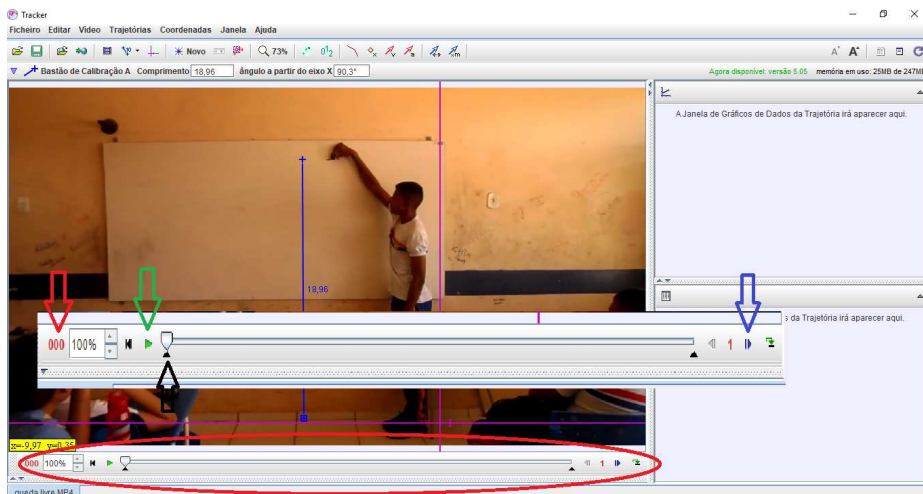 Tracker
Ficheiro Editar Vídeo Trajetórias Coordenadas Janela Ajuda
Novo 73%
Bastão de Calibração A Comprimento 18,96 ângulo a partir do eixo X 90,3° Agora disponível: versão 5.05 memória em uso: 25MB de 247MB
A Janela de Gráficos de Dados da Trajetória irá aparecer aqui.
18,96
s da Trajetória irá aparecer aqui.
000 100% 1
x=-9,97 y=0,35
000 100% 1
queda livre.MP4